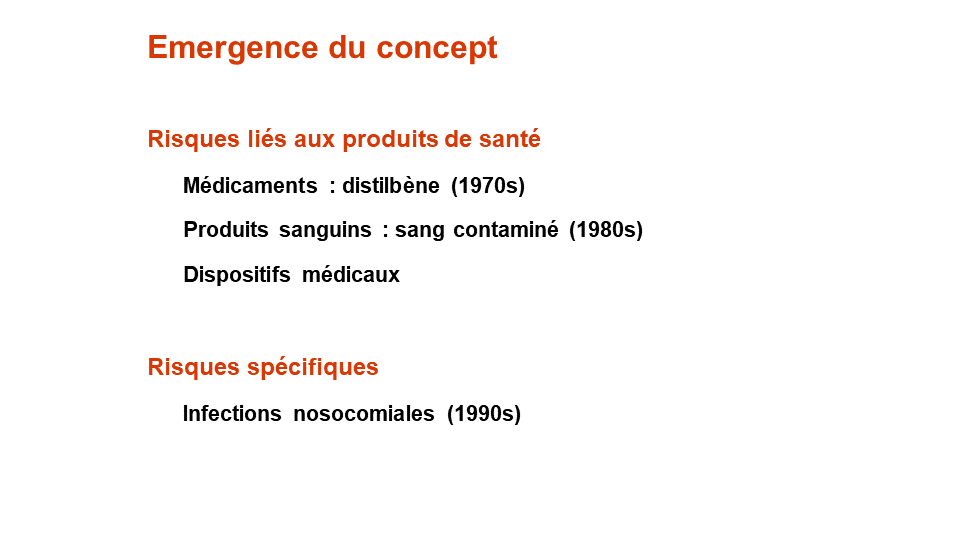 Emergence du concept
Risques liés aux produits de santé
Médicaments : distilbène (1970s)
Produits sanguins : sang contaminé (1980s)
Dispositifs médicaux
Risques spécifiques
Infections nosocomiales (1990s)